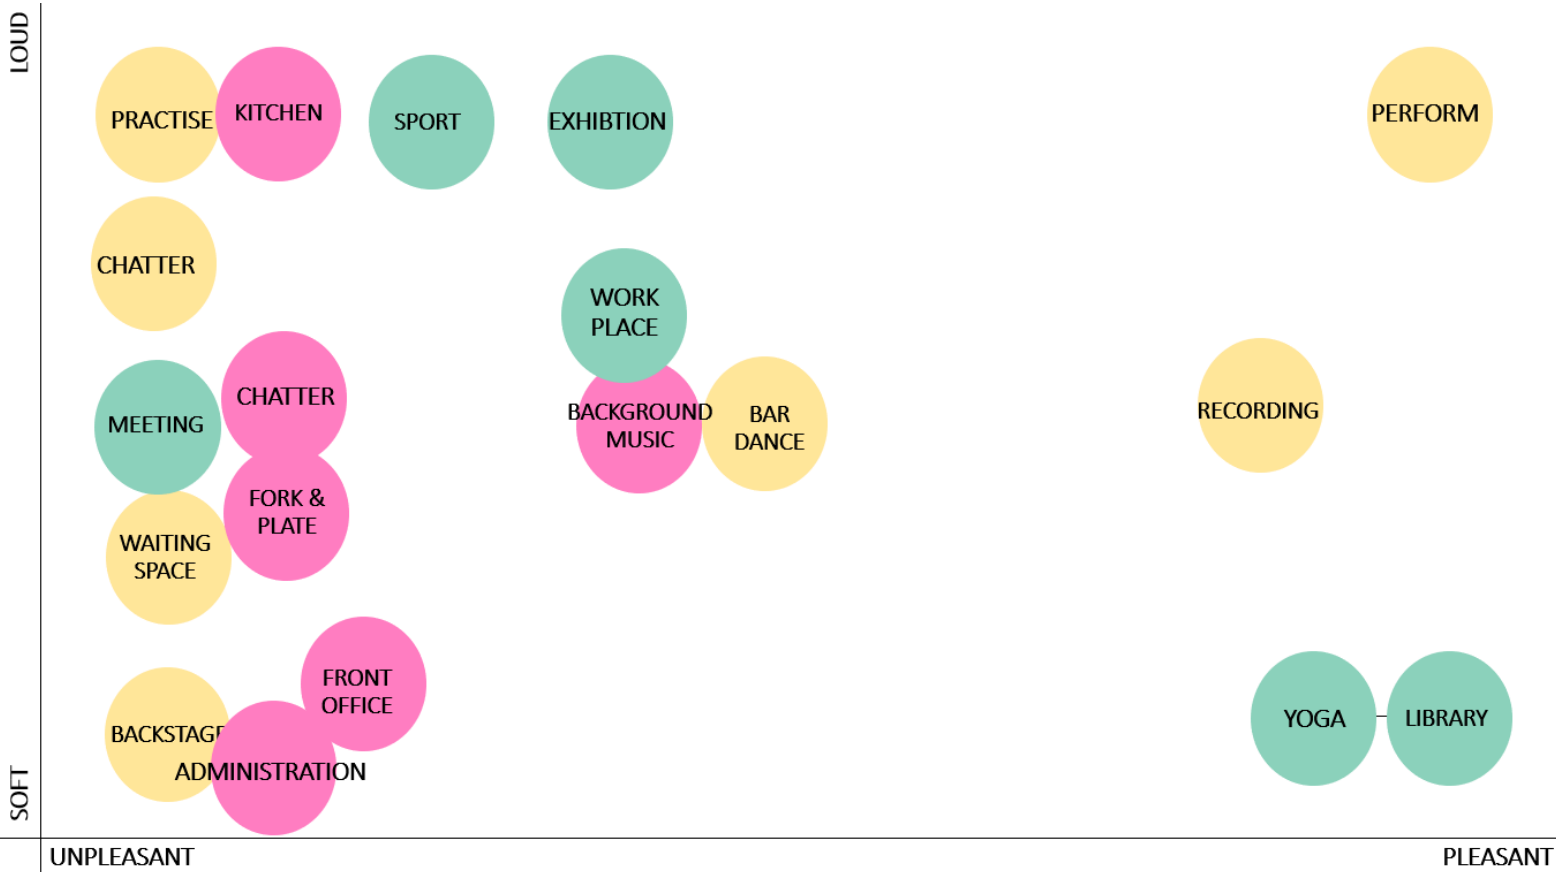 LOUD
PRACTISE
KITCHEN
SPORT
EXHIBTION
PERFORM
CHATTER
WORK
PLACE
CHATTER
MEETING
BACKGROUND
MUSIC
BAR
DANCE
RECORDING
FORK &
PLATE
WAITING
SPACE
FRONT
OFFICE
BACKSTAGE
ADMINISTRATION
YOGA
LIBRARY
SOFT
UNPLEASANT
PLEASANT